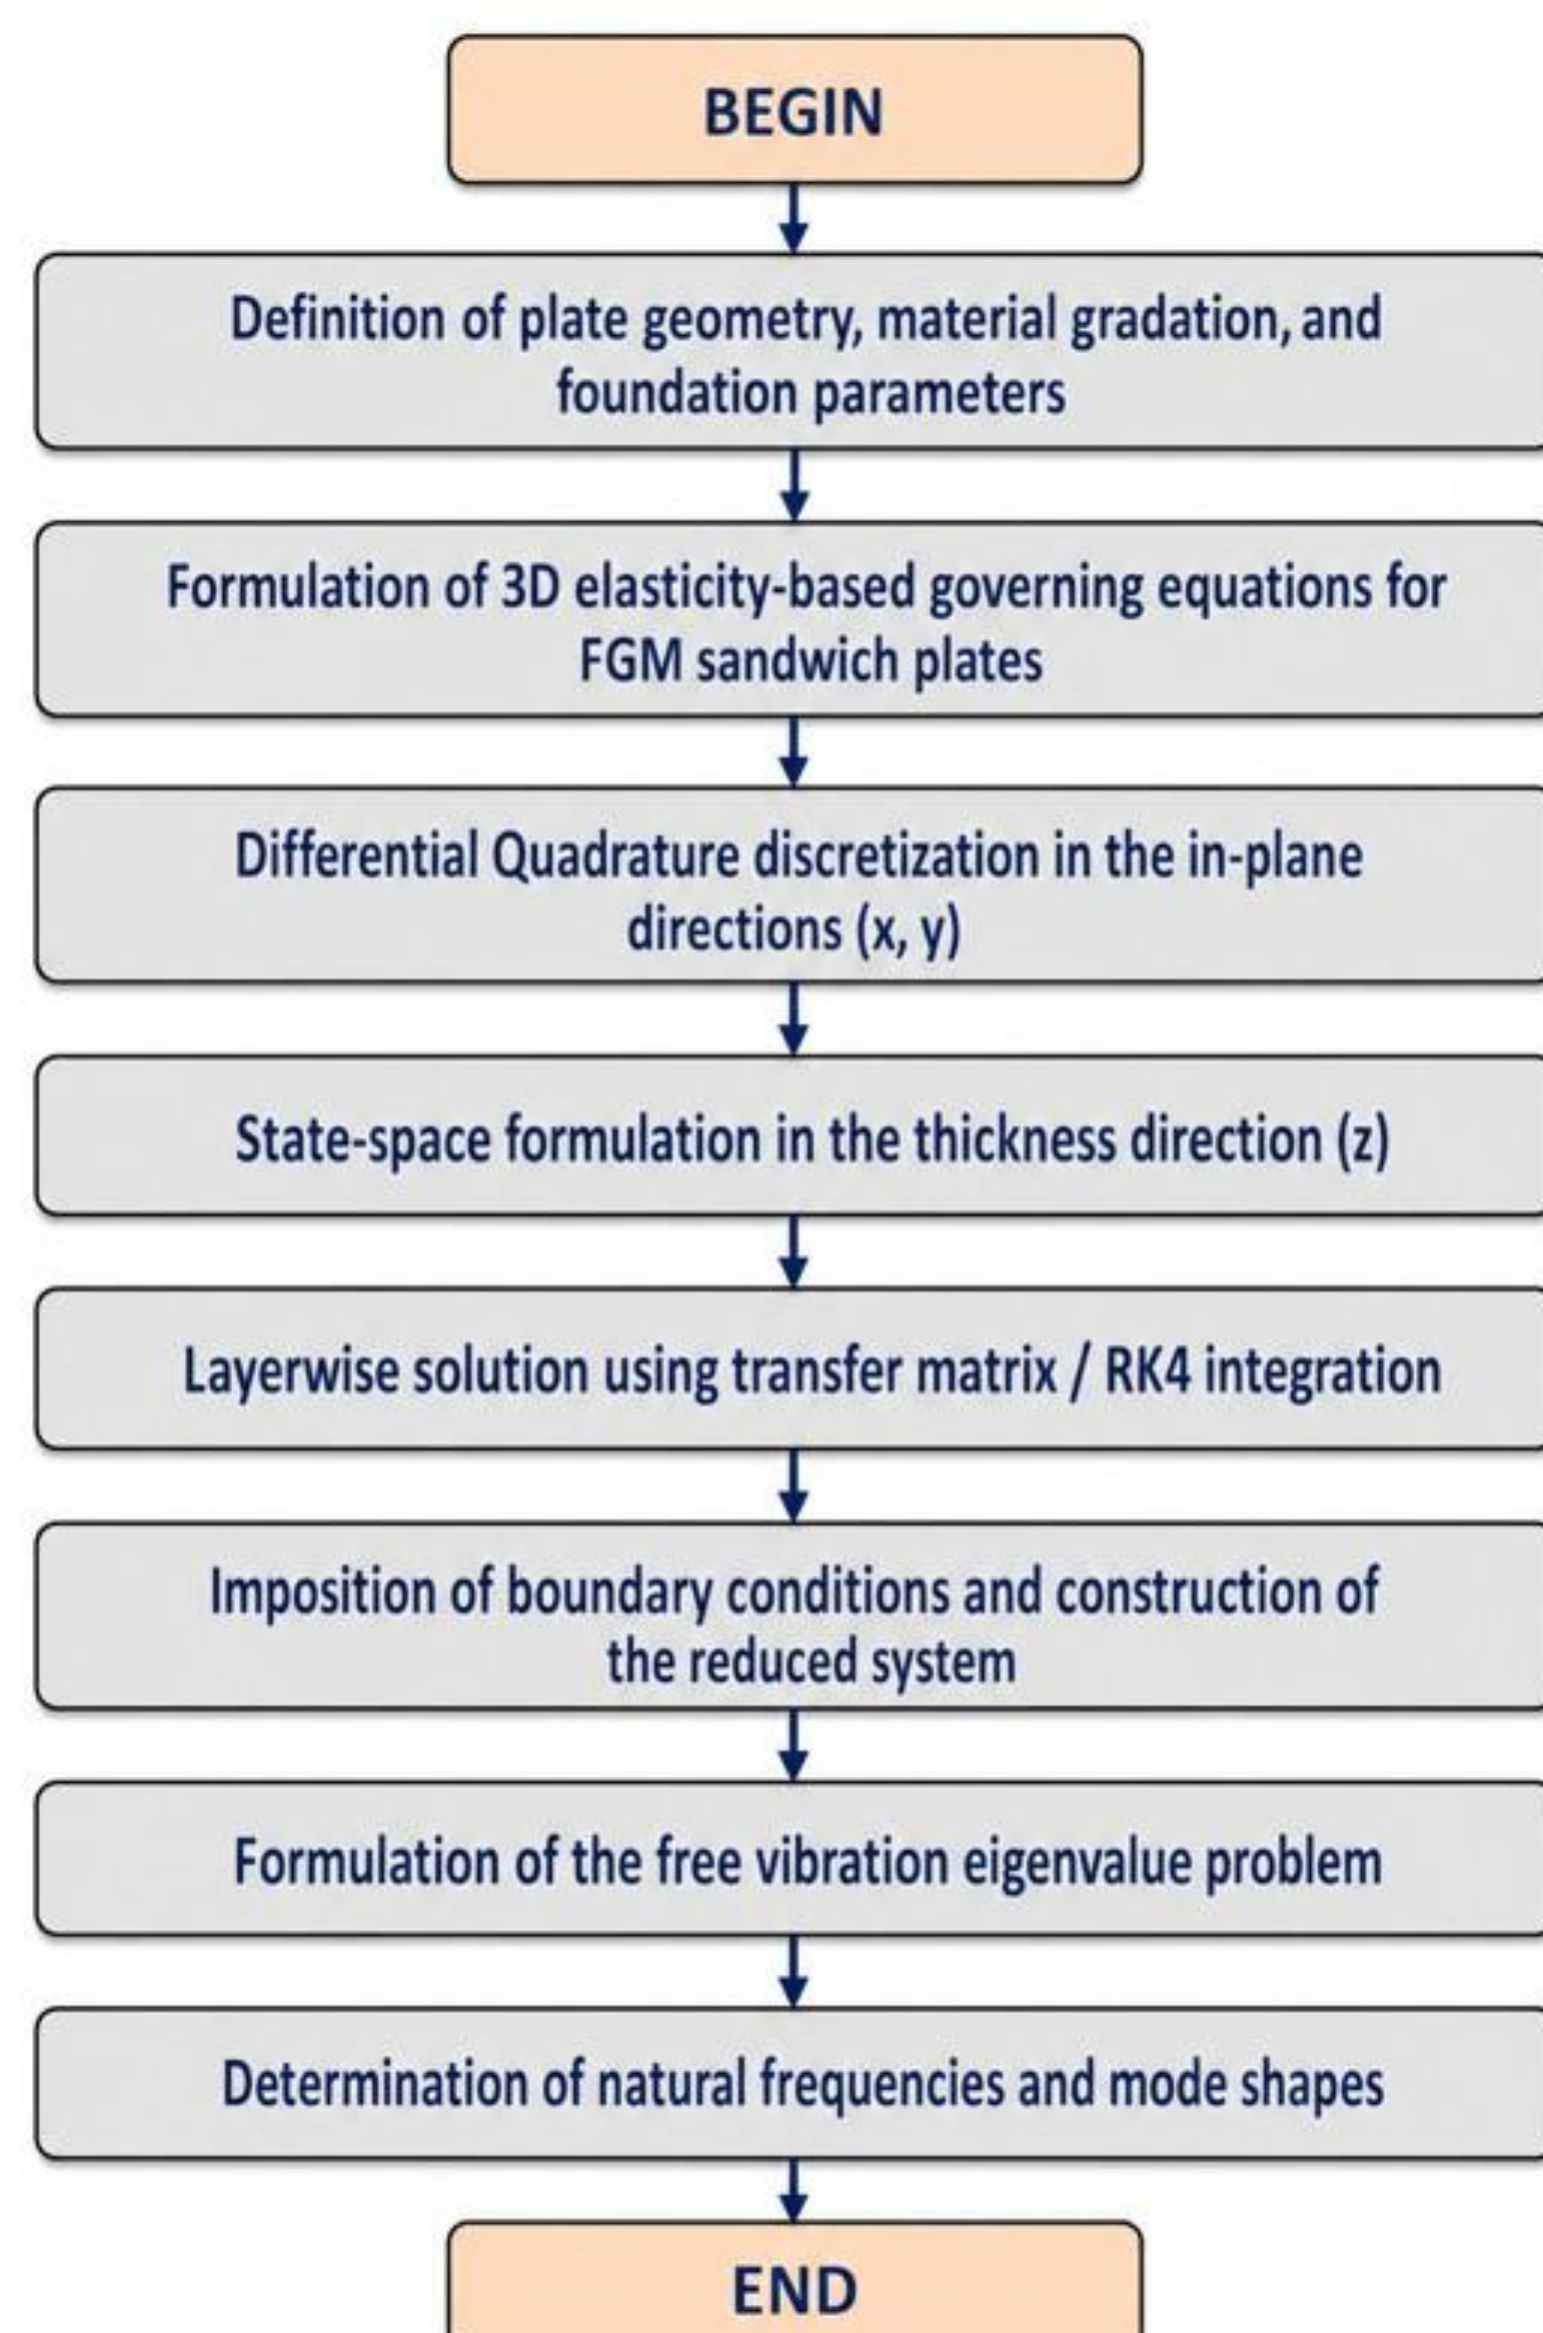 BEGIN
Definition of plate geometry, material gradation, and
foundation parameters
Formulation of 3D elasticity-based governing equations for
FGM sandwich plates
Differential Quadrature discretization in the in-plane
directions (x, y)
State-space formulation in the thickness direction (z)
Layerwise solution using transfer matrix / RK4 integration
Imposition of boundary conditions and construction of
the reduced system
Formulation of the free vibration eigenvalue problem
Determination of natural frequencies and mode shapes
END